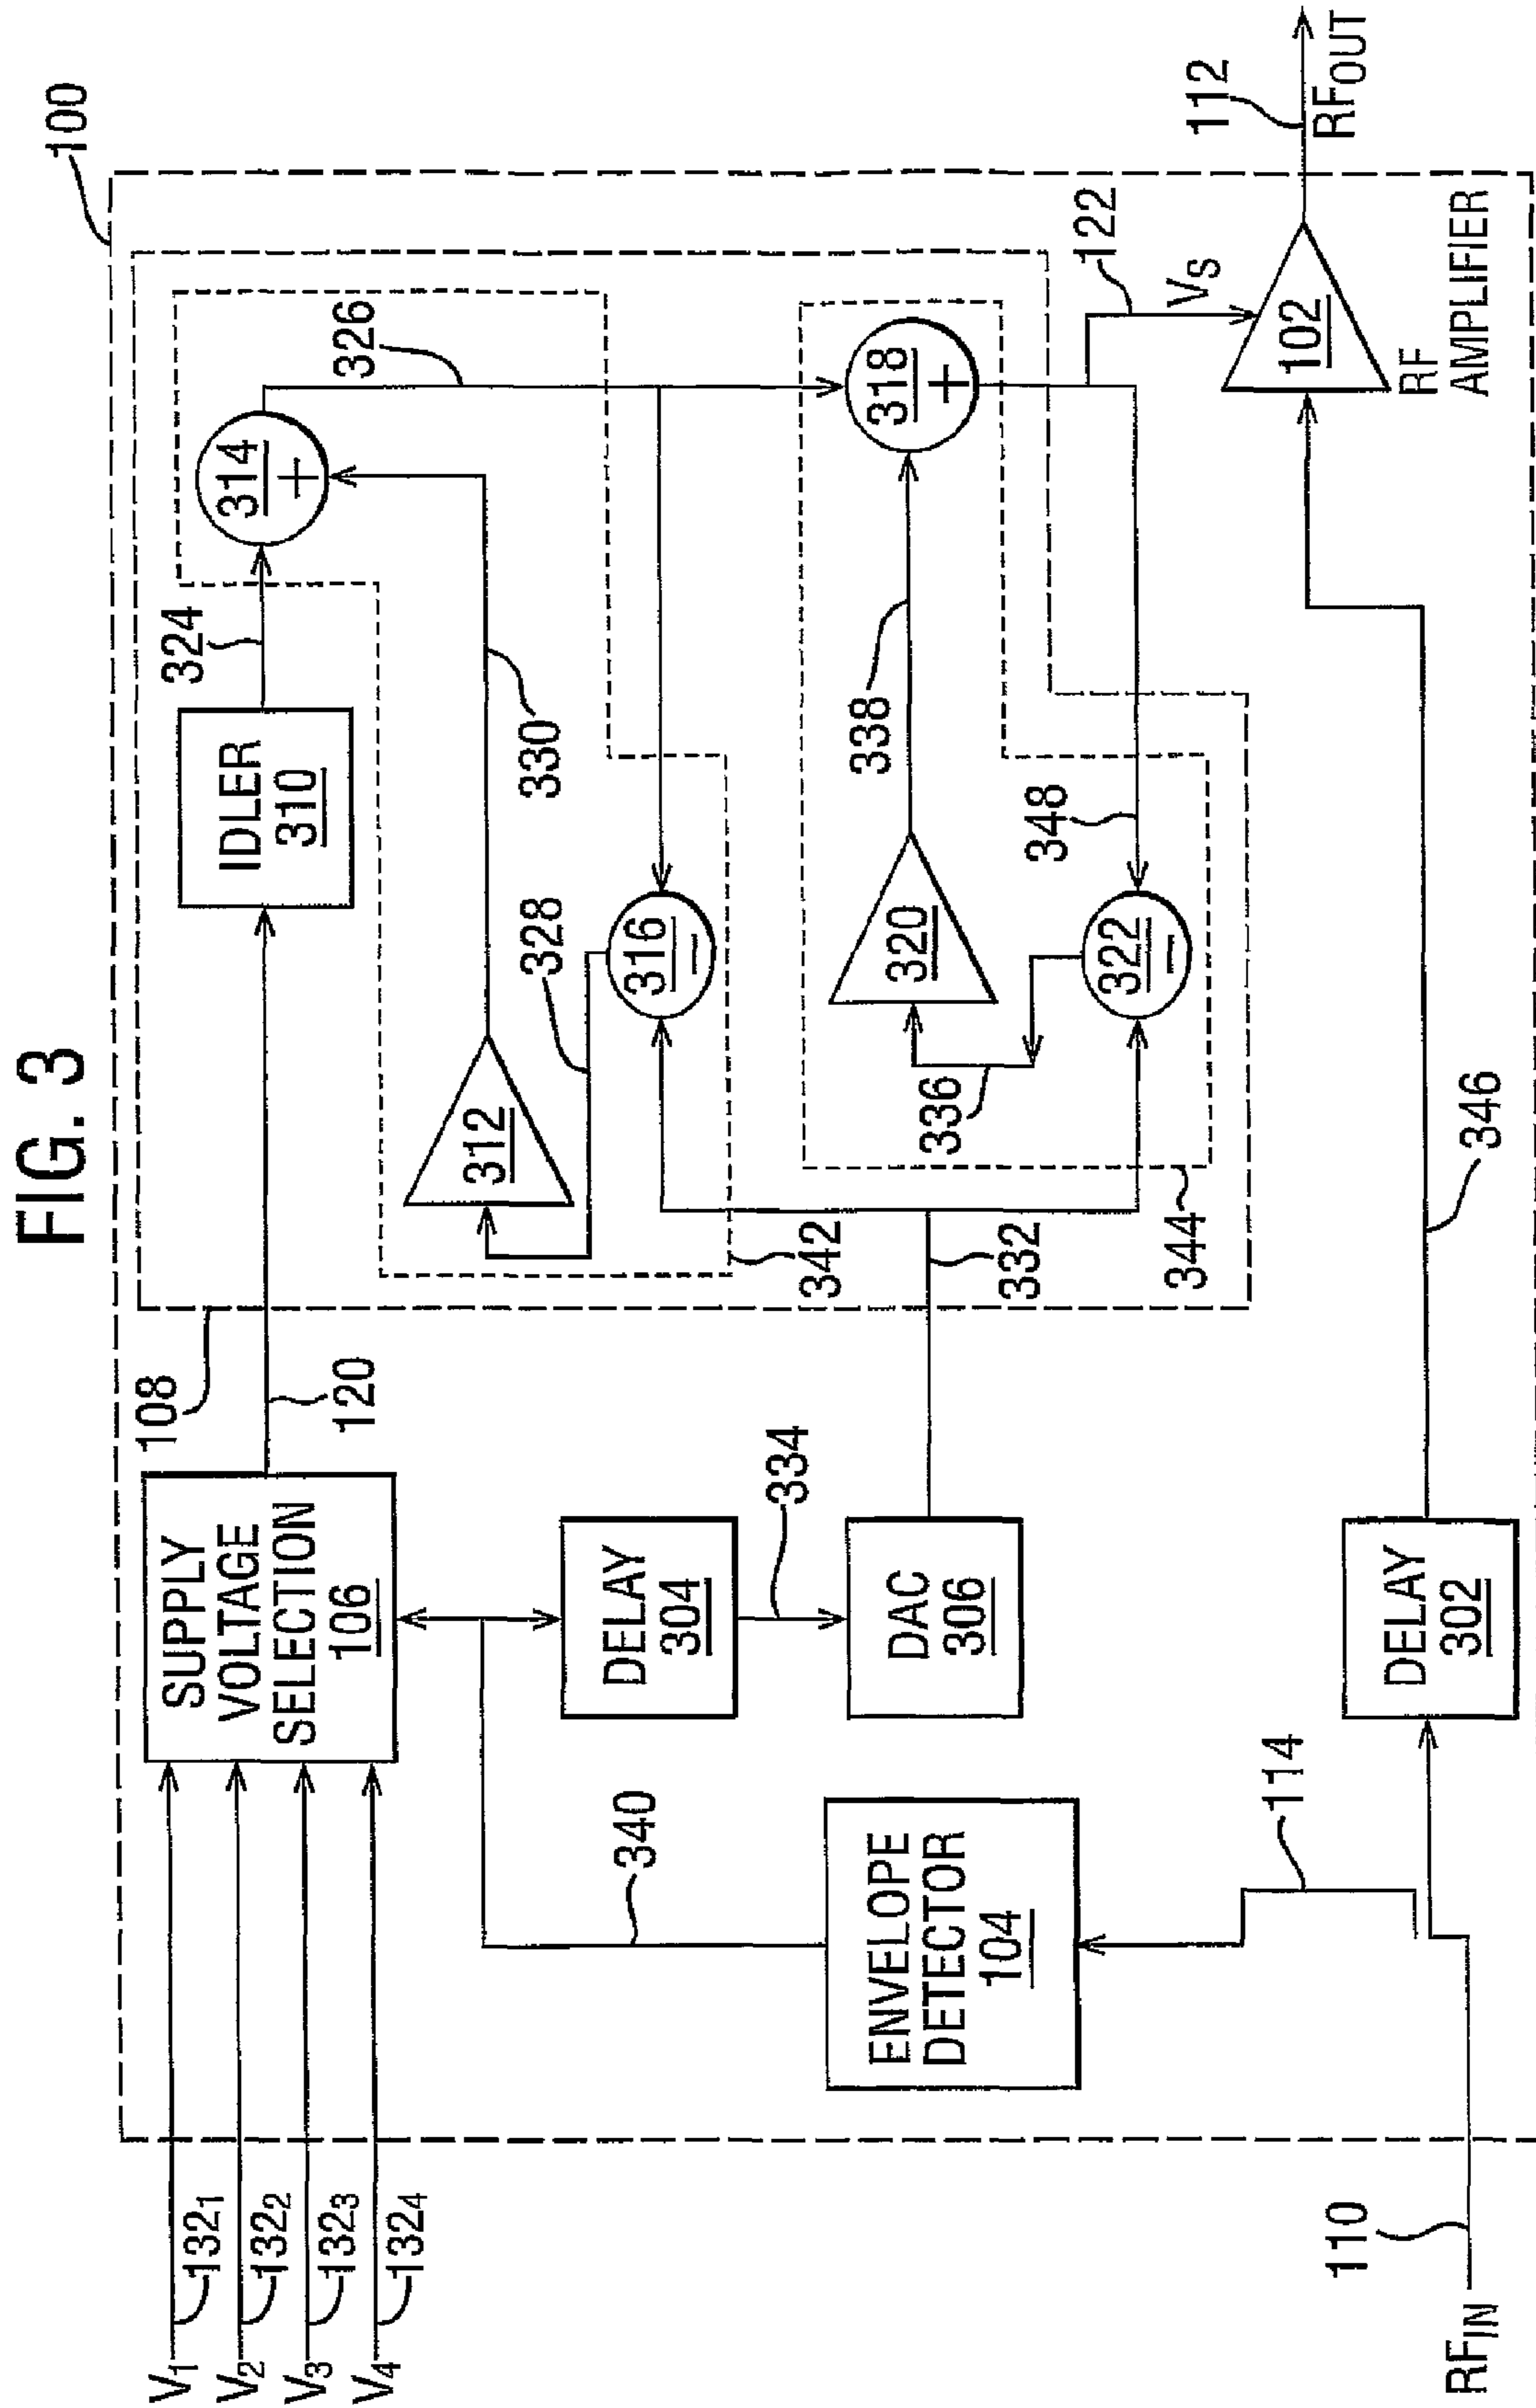 FIG. 3
100
108
V1
V2
V3
V4
132₁
132₂
132₃
132₄
SUPPLY
VOLTAGE
SELECTION
106
120
IDLER
310
324
314
+
326
330
312
328
316
–
342
340
DELAY
304
334
DAC
306
332
344
336
320
338
318
+
322
–
348
122
VS
102
RF
AMPLIFIER
112
RFOUT
ENVELOPE
DETECTOR
104
114
DELAY
302
346
110
RFIN